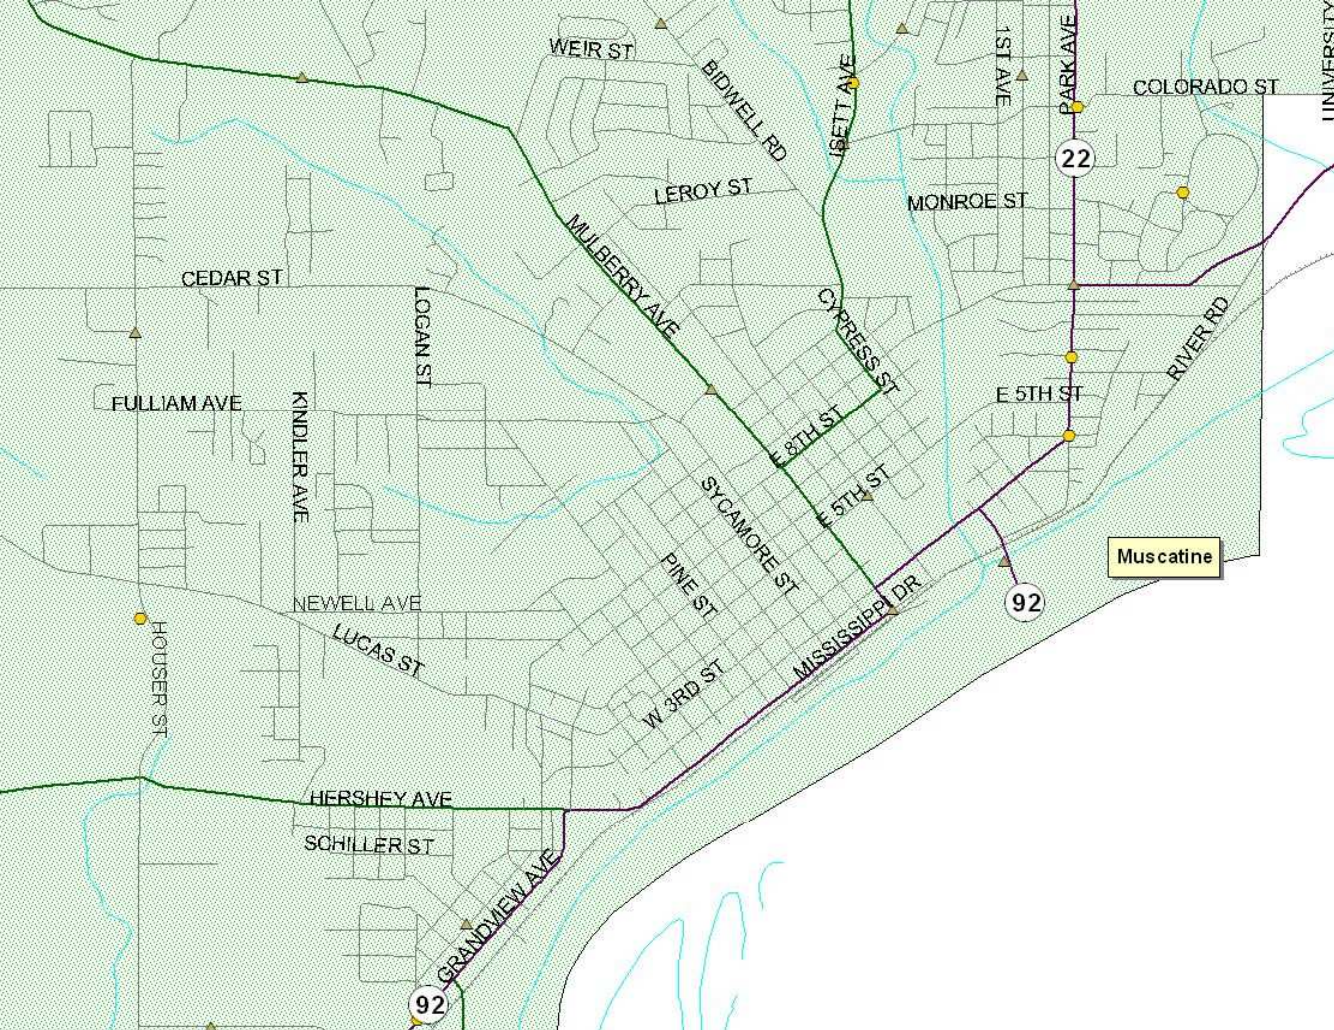 WEIR ST
BIDWELL RD
ISETT AVE
1ST AVE
PARK AVE
COLORADO ST
UNIVERSITY
22
LEROY ST
MONROE ST
MULBERRY AVE
CEDAR ST
LOGAN ST
CYPRESS ST
RIVER RD
FULLIAM AVE
KINDLER AVE
E 5TH ST
E 8TH ST
E 5TH ST
SYCAMORE ST
PINE ST
Muscatine
92
NEWELL AVE
LUCAS ST
HOUSER ST
MISSISSIPPI DR
W 3RD ST
HERSHEY AVE
SCHILLER ST
GRANDVIEW AVE
92